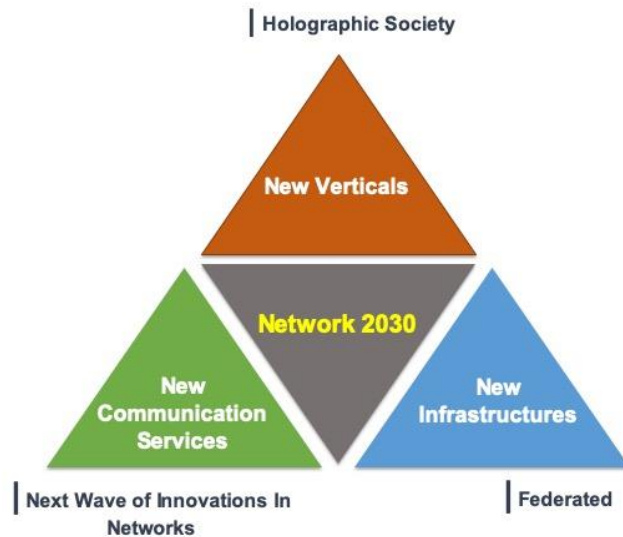 Holographic Society
New Verticals
Network 2030
New
Communication
Services
New
Infrastructures
Next Wave of Innovations In
Networks
Federated